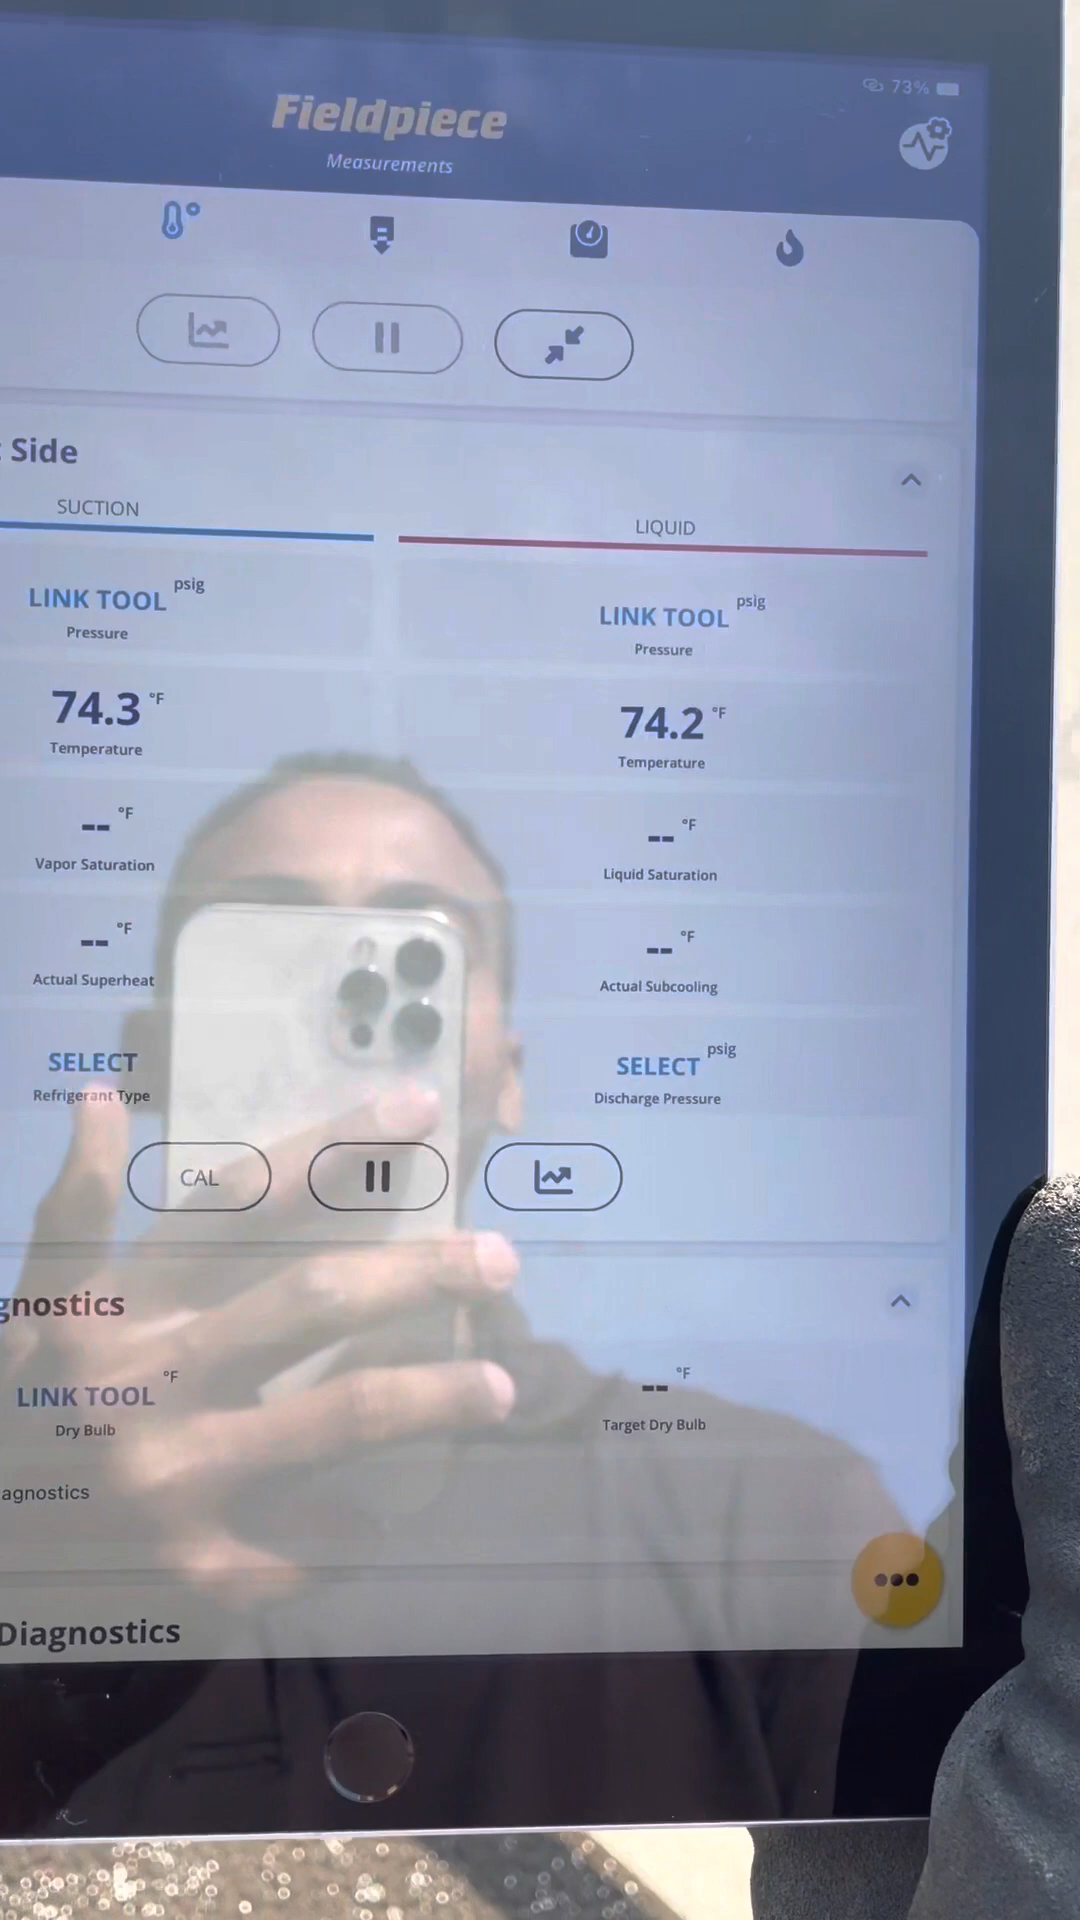 73%
Fieldpiece
Measurements
Side
SUCTION
LIQUID
LINK TOOL psig
Pressure
LINK TOOL psig
Pressure
74.3 °F
Temperature
74.2 °F
Temperature
-- °F
Vapor Saturation
-- °F
Liquid Saturation
-- °F
Actual Superheat
-- °F
Actual Subcooling
SELECT
Refrigerant Type
SELECT psig
Discharge Pressure
CAL
gnostics
LINK TOOL °F
Dry Bulb
-- °F
Target Dry Bulb
agnostics
Diagnostics